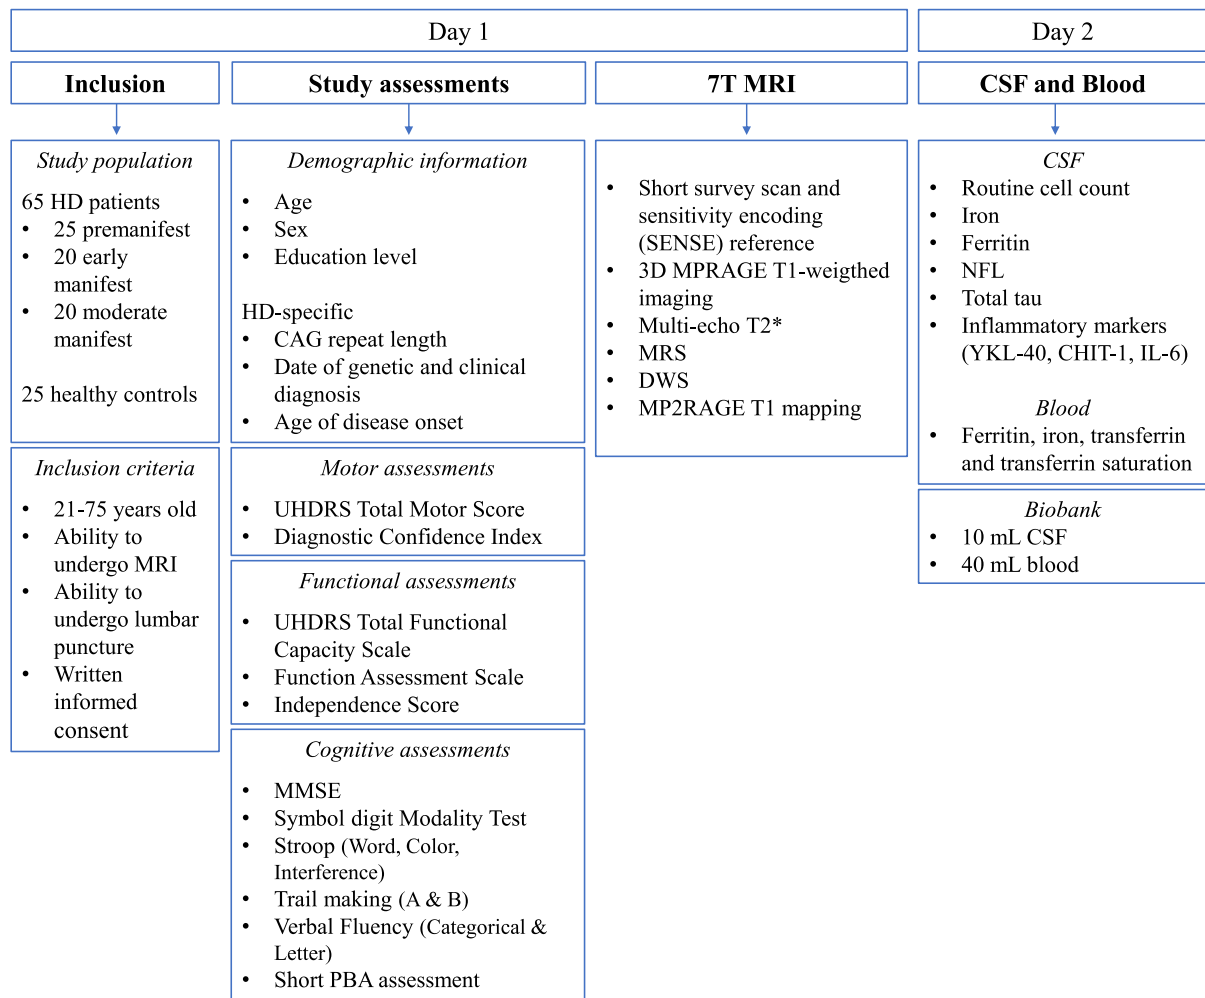 Day 1
Day 2
Inclusion
Study assessments
7T MRI
CSF and Blood
Study population
65 HD patients
• 25 premanifest
• 20 early
manifest
• 20 moderate
manifest
25 healthy controls
Inclusion criteria
• 21-75 years old
• Ability to
undergo MRI
• Ability to
undergo lumbar
puncture
• Written
informed
consent
Demographic information
• Age
• Sex
• Education level
HD-specific
• CAG repeat length
• Date of genetic and clinical
diagnosis
• Age of disease onset
Motor assessments
• UHDRS Total Motor Score
• Diagnostic Confidence Index
Functional assessments
• UHDRS Total Functional
Capacity Scale
• Function Assessment Scale
• Independence Score
Cognitive assessments
• MMSE
• Symbol digit Modality Test
• Stroop (Word, Color,
Interference)
• Trail making (A & B)
• Verbal Fluency (Categorical &
Letter)
• Short PBA assessment
• Short survey scan and
sensitivity encoding
(SENSE) reference
• 3D MPRAGE T1-weigthed
imaging
• Multi-echo T2*
• MRS
• DWS
• MP2RAGE T1 mapping
CSF
• Routine cell count
• Iron
• Ferritin
• NFL
• Total tau
• Inflammatory markers
(YKL-40, CHIT-1, IL-6)
Blood
• Ferritin, iron, transferrin
and transferrin saturation
Biobank
• 10 mL CSF
• 40 mL blood